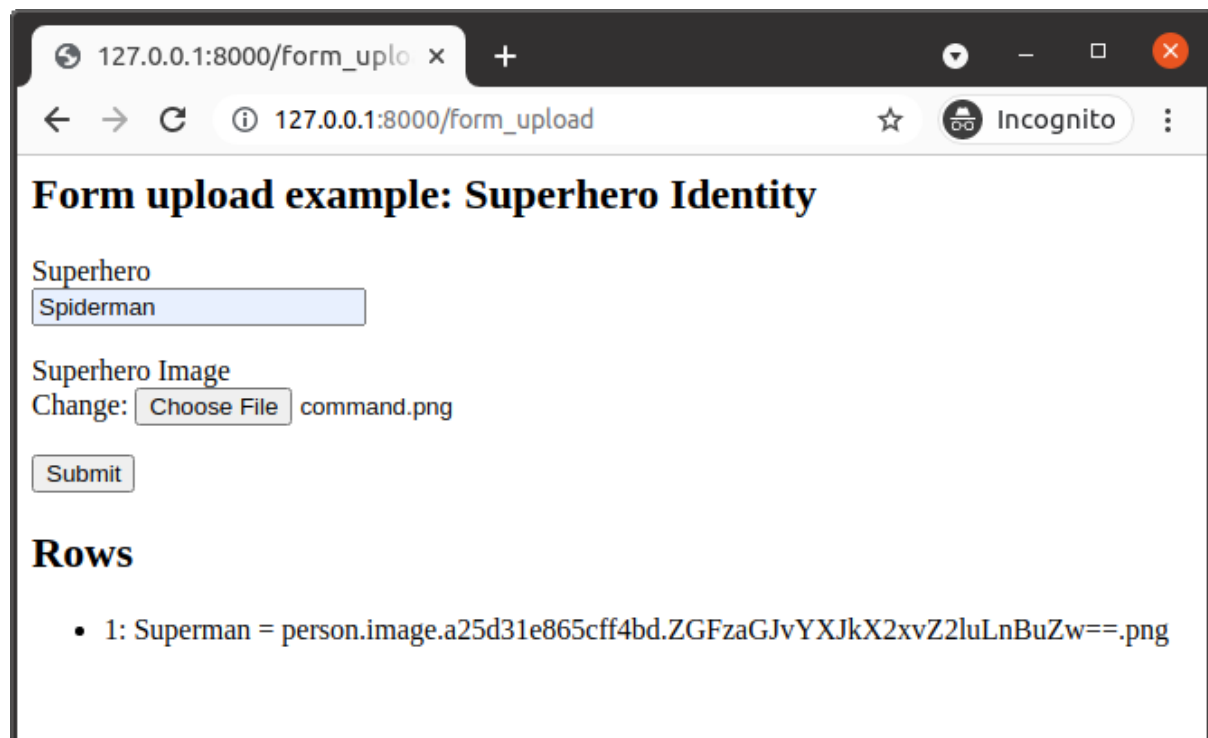 127.0.0.1:8000/form_uplo
127.0.0.1:8000/form_upload
Incognito
Form upload example: Superhero Identity
Superhero
Spiderman
Superhero Image
Change: Choose File command.png
Submit
Rows
1: Superman = person.image.a25d31e865cff4bd.ZGFzaGJvYXJkX2xvZ2luLnBuZw==.png